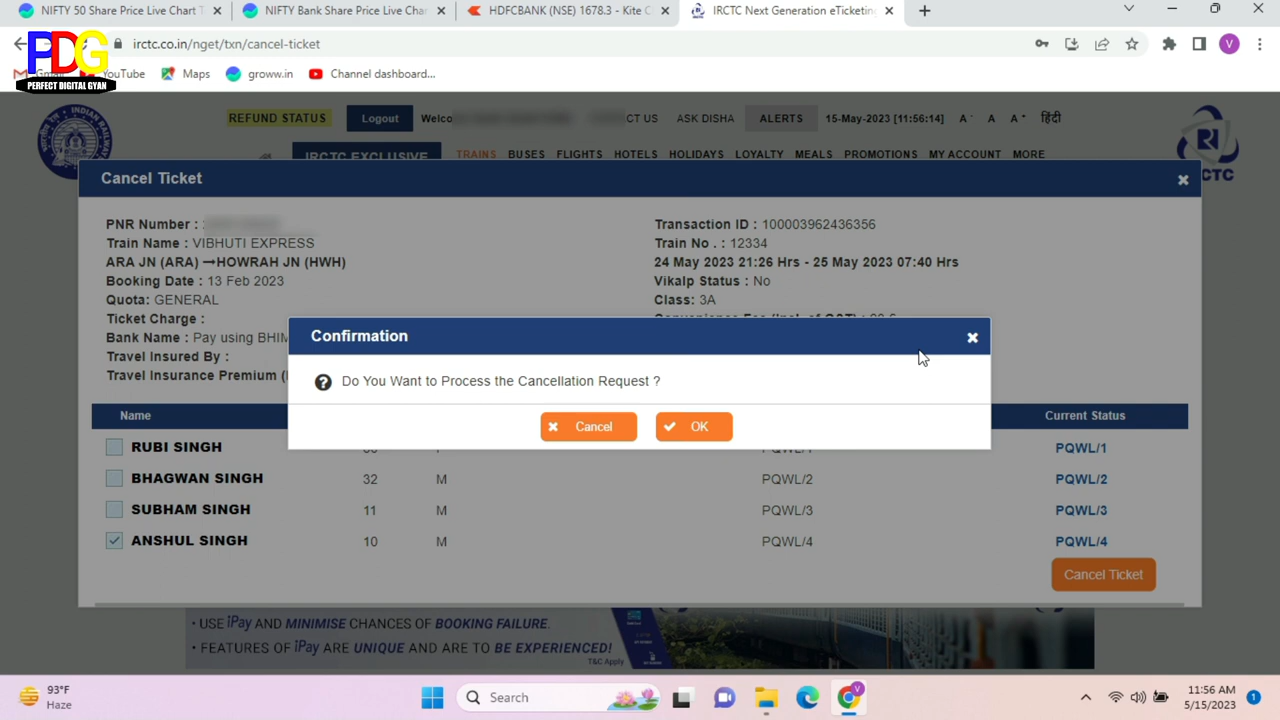 NIFTY 50 Share Price Live Chart
NIFTY Bank Share Price Live Char
HDFCBANK (NSE) 1678.3 - Kite C
IRCTC Next Generation eTicketing
irctc.co.in/nget/txn/cancel-ticket
V
PDG
PERFECT DIGITAL GYAN
YouTube
Maps
groww.in
Channel dashboard...
INDIAN RAILWAY
REFUND STATUS
Logout
Welco
CT US
ASK DISHA
ALERTS
15-May-2023 [11:56:14]
A-
A
A+
हिंदी
IRCTC EXCLUSIVE
TRAINS
BUSES
FLIGHTS
HOTELS
HOLIDAYS
LOYALTY
MEALS
PROMOTIONS
MY ACCOUNT
MORE
CTC
Cancel Ticket
PNR Number :
Transaction ID : 100003962436356
Train Name : VIBHUTI EXPRESS
Train No . : 12334
ARA JN (ARA) →HOWRAH JN (HWH)
24 May 2023 21:26 Hrs - 25 May 2023 07:40 Hrs
Booking Date : 13 Feb 2023
Vikalp Status : No
Quota: GENERAL
Class: 3A
Ticket Charge :
Bank Name : Pay using BHIM
Travel Insured By :
Travel Insurance Premium (
Confirmation
Do You Want to Process the Cancellation Request ?
Cancel
OK
Name
Current Status
RUBI SINGH PQWL/1 PQWL/1
BHAGWAN SINGH 32 M PQWL/2 PQWL/2
SUBHAM SINGH 11 M PQWL/3 PQWL/3
ANSHUL SINGH 10 M PQWL/4 PQWL/4
Cancel Ticket
• USE iPay AND MINIMISE CHANCES OF BOOKING FAILURE.
• FEATURES OF iPay ARE UNIQUE AND ARE TO BE EXPERIENCED!
T&C Apply
93°F
Haze
Search
V
11:56 AM
5/15/2023
1